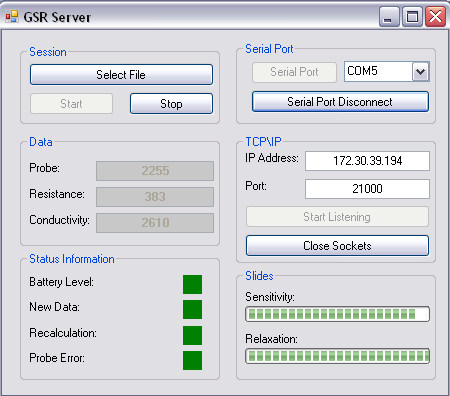 GSR Server
Session
Select File
Start
Stop
Serial Port
Serial Port
COM5
Serial Port Disconnect
Data
Probe: 2255
Resistance: 383
Conductivity: 2610
TCP\IP
IP Address: 172.30.39.194
Port: 21000
Start Listening
Close Sockets
Status Information
Battery Level:
New Data:
Recalculation:
Probe Error:
Slides
Sensitivity:
Relaxation: